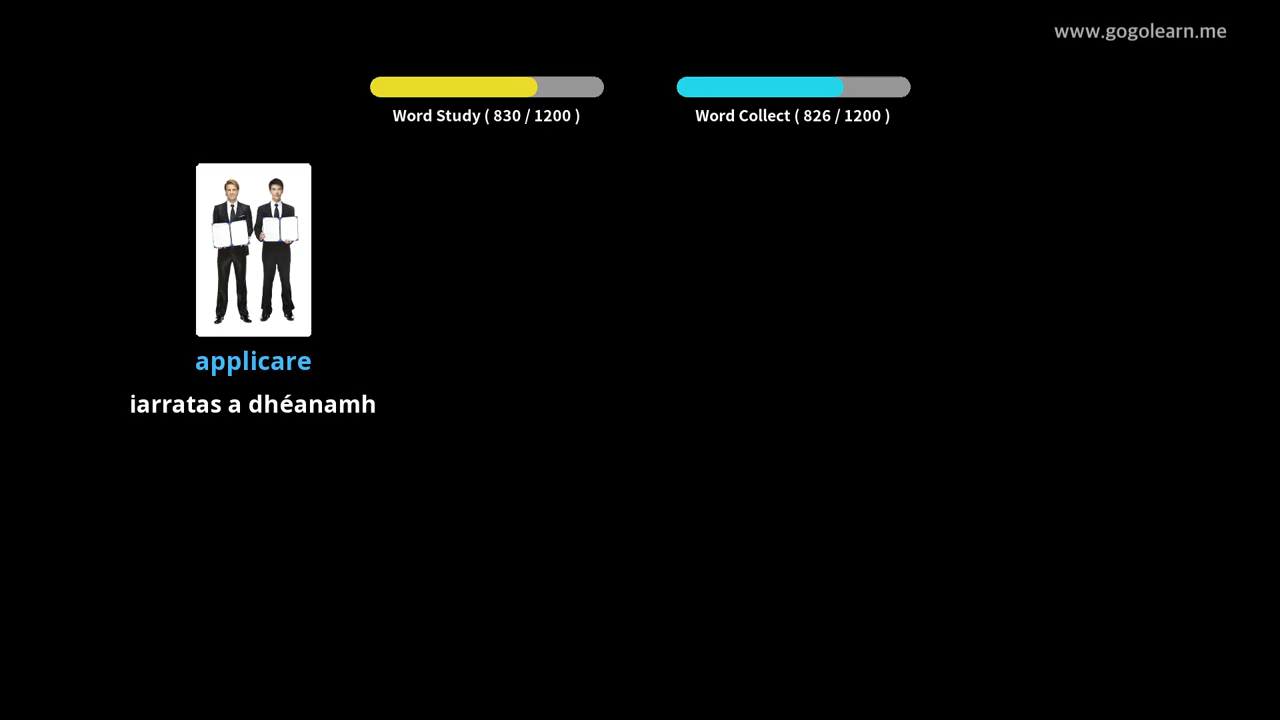 www.gogolearn.me
Word Study ( 830 / 1200 )
Word Collect ( 826 / 1200 )
applicare
iarratas a dhéanamh